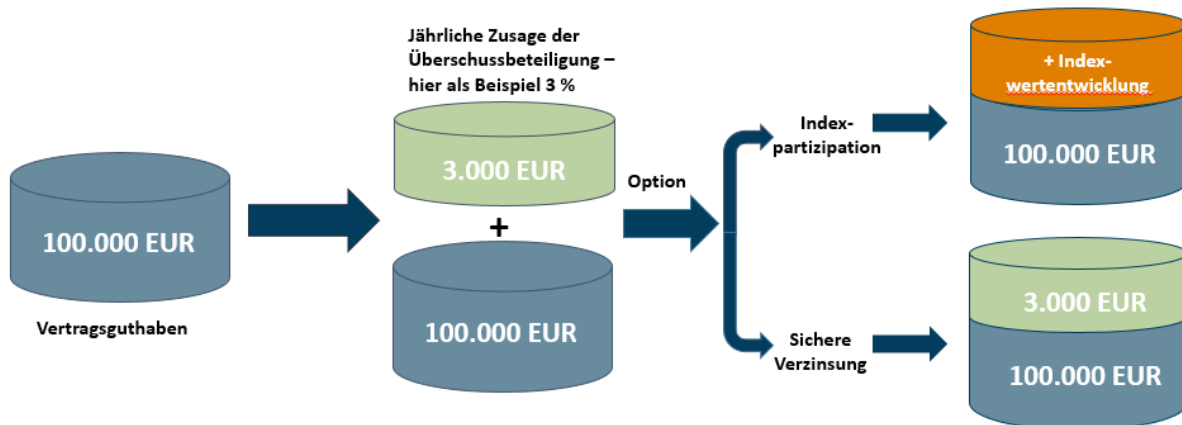 100.000 EUR
Vertragsguthaben
Jährliche Zusage der
Überschussbeteiligung –
hier als Beispiel 3 %
3.000 EUR
+
100.000 EUR
Option
Index-
partizipation
+ Index-
wertentwicklung
100.000 EUR
Sichere
Verzinsung
3.000 EUR
100.000 EUR